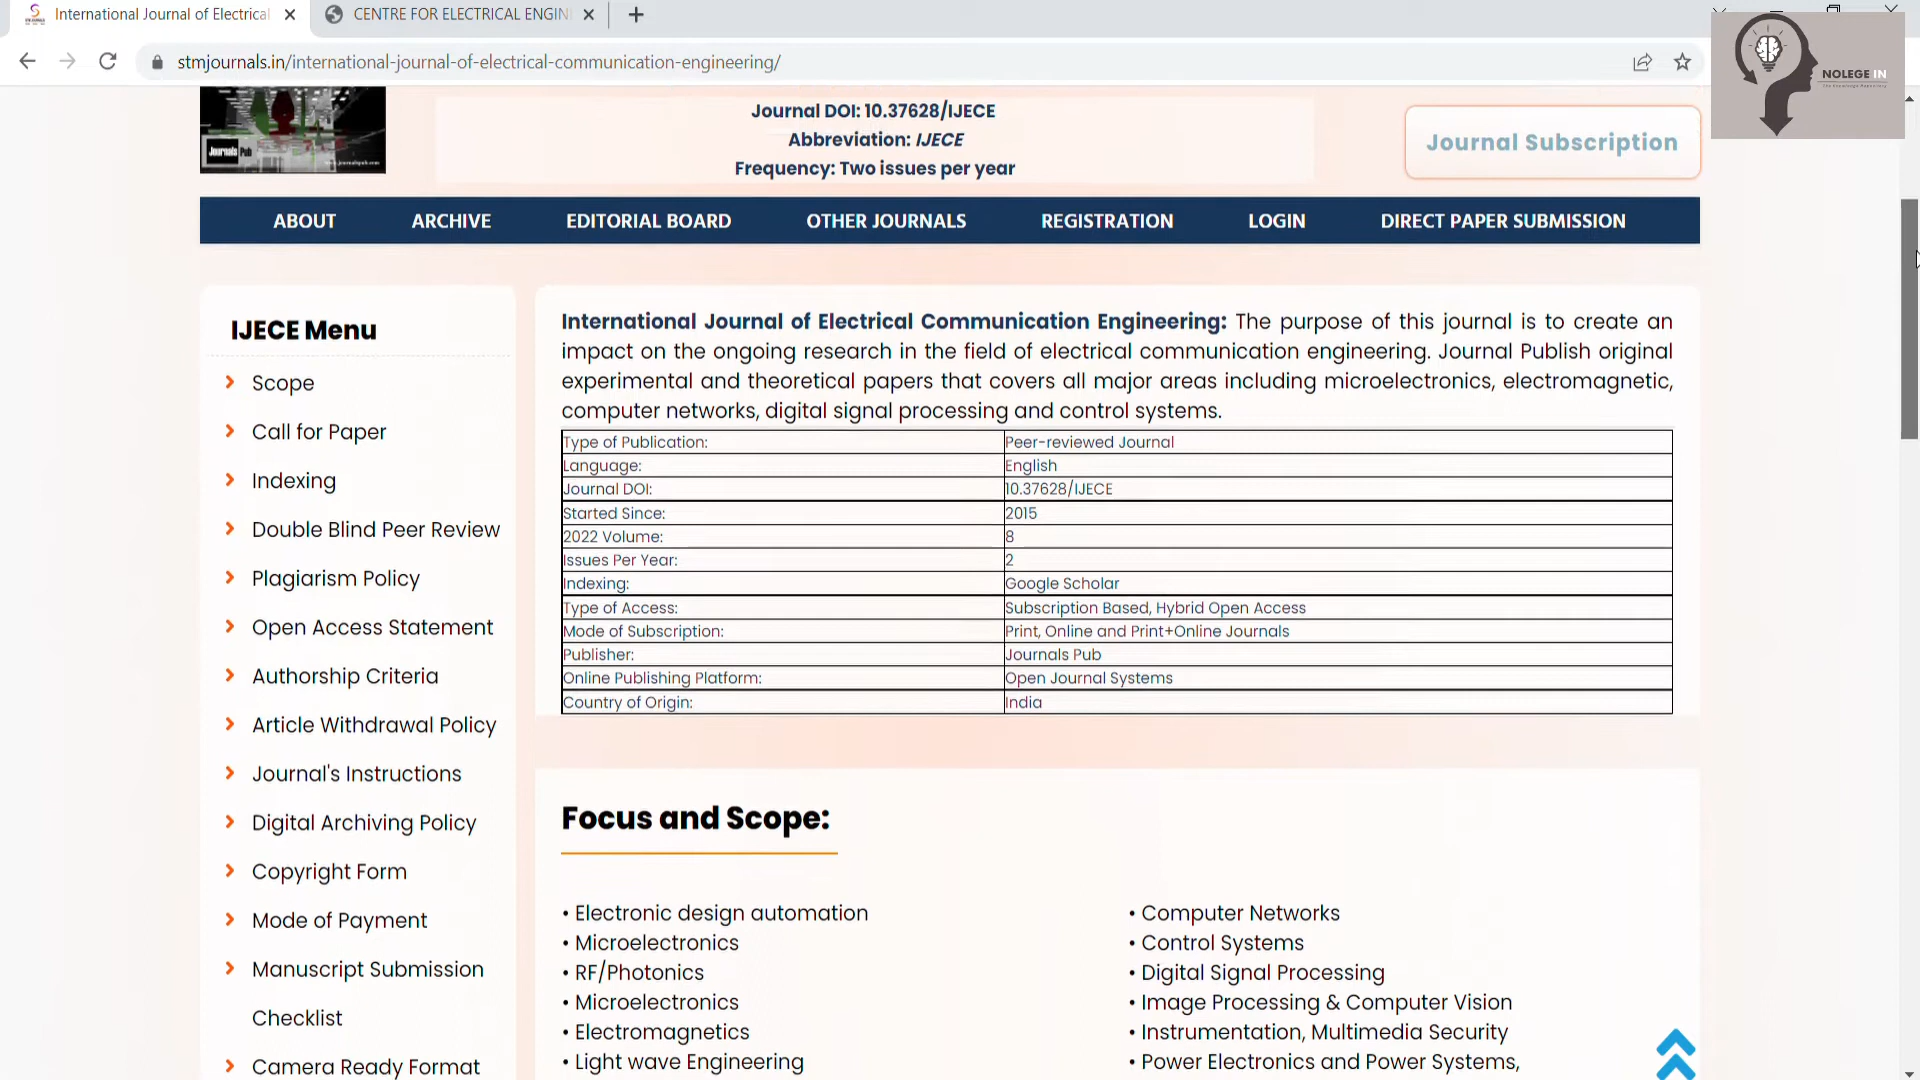 International Journal of Electrical
CENTRE FOR ELECTRICAL ENGIN
stmjournals.in/international-journal-of-electrical-communication-engineering/
NOLEGE IN
Journals Pub
Journal DOI: 10.37628/IJECE
Abbreviation: IJECE
Frequency: Two issues per year
Journal Subscription
ABOUT ARCHIVE EDITORIAL BOARD OTHER JOURNALS REGISTRATION LOGIN DIRECT PAPER SUBMISSION
IJECE Menu
Scope
Call for Paper
Indexing
Double Blind Peer Review
Plagiarism Policy
Open Access Statement
Authorship Criteria
Article Withdrawal Policy
Journal's Instructions
Digital Archiving Policy
Copyright Form
Mode of Payment
Manuscript Submission
Checklist
Camera Ready Format
International Journal of Electrical Communication Engineering: The purpose of this journal is to create an
impact on the ongoing research in the field of electrical communication engineering. Journal Publish original
experimental and theoretical papers that covers all major areas including microelectronics, electromagnetic,
computer networks, digital signal processing and control systems.
Type of Publication: Peer-reviewed Journal
Language: English
Journal DOI: 10.37628/IJECE
Started Since: 2015
2022 Volume: 8
Issues Per Year: 2
Indexing: Google Scholar
Type of Access: Subscription Based, Hybrid Open Access
Mode of Subscription: Print, Online and Print+Online Journals
Publisher: Journals Pub
Online Publishing Platform: Open Journal Systems
Country of Origin: India
Focus and Scope:
• Electronic design automation
• Microelectronics
• RF/Photonics
• Microelectronics
• Electromagnetics
• Light wave Engineering
• Computer Networks
• Control Systems
• Digital Signal Processing
• Image Processing & Computer Vision
• Instrumentation, Multimedia Security
• Power Electronics and Power Systems,